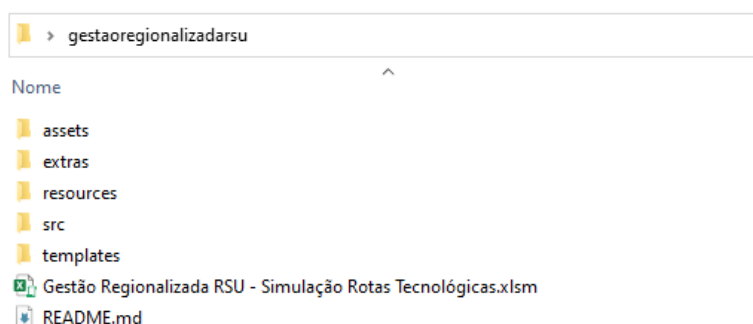 gestaoregionalizadarsu
Nome
assets
extras
resources
src
templates
Gestão Regionalizada RSU - Simulação Rotas Tecnológicas.xlsm
README.md